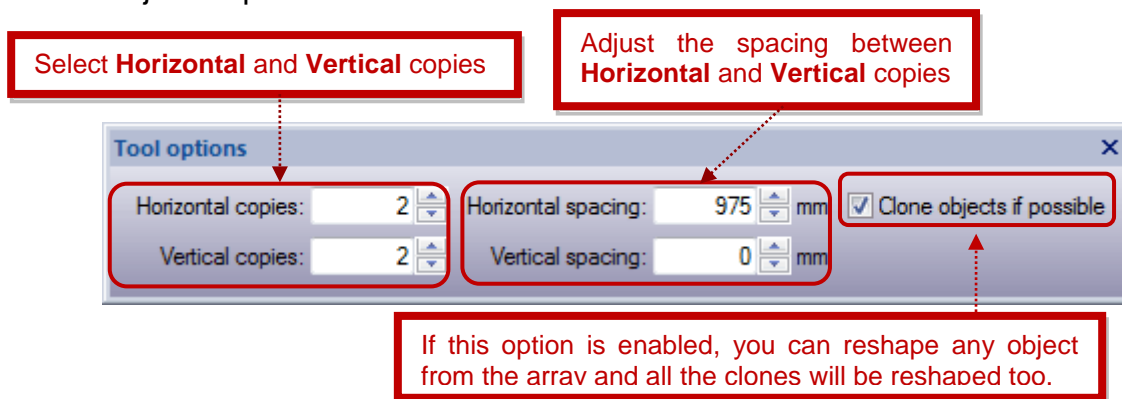 Select Horizontal and Vertical copies
Adjust the spacing between
Horizontal and Vertical copies
Tool options
Horizontal copies: 2 Horizontal spacing: 975 mm Clone objects if possible
Vertical copies: 2 Vertical spacing: 0 mm
If this option is enabled, you can reshape any object
from the array and all the clones will be reshaped too.